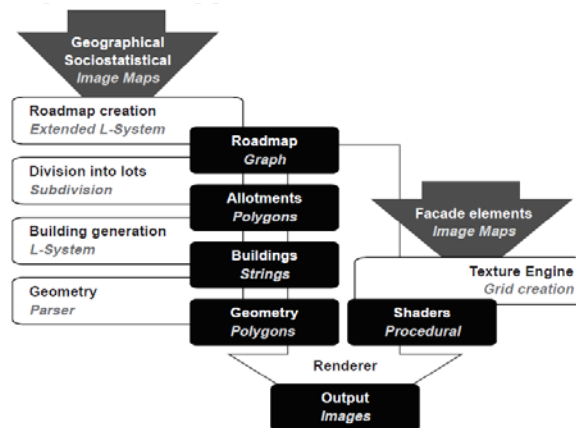 Geographical
Sociostatistical
Image Maps
Roadmap creation
Extended L-System
Roadmap
Graph
Division into lots
Subdivision
Allotments
Polygons
Facade elements
Image Maps
Building generation
L-System
Buildings
Strings
Texture Engine
Grid creation
Geometry
Parser
Geometry
Polygons
Shaders
Procedural
Renderer
Output
Images